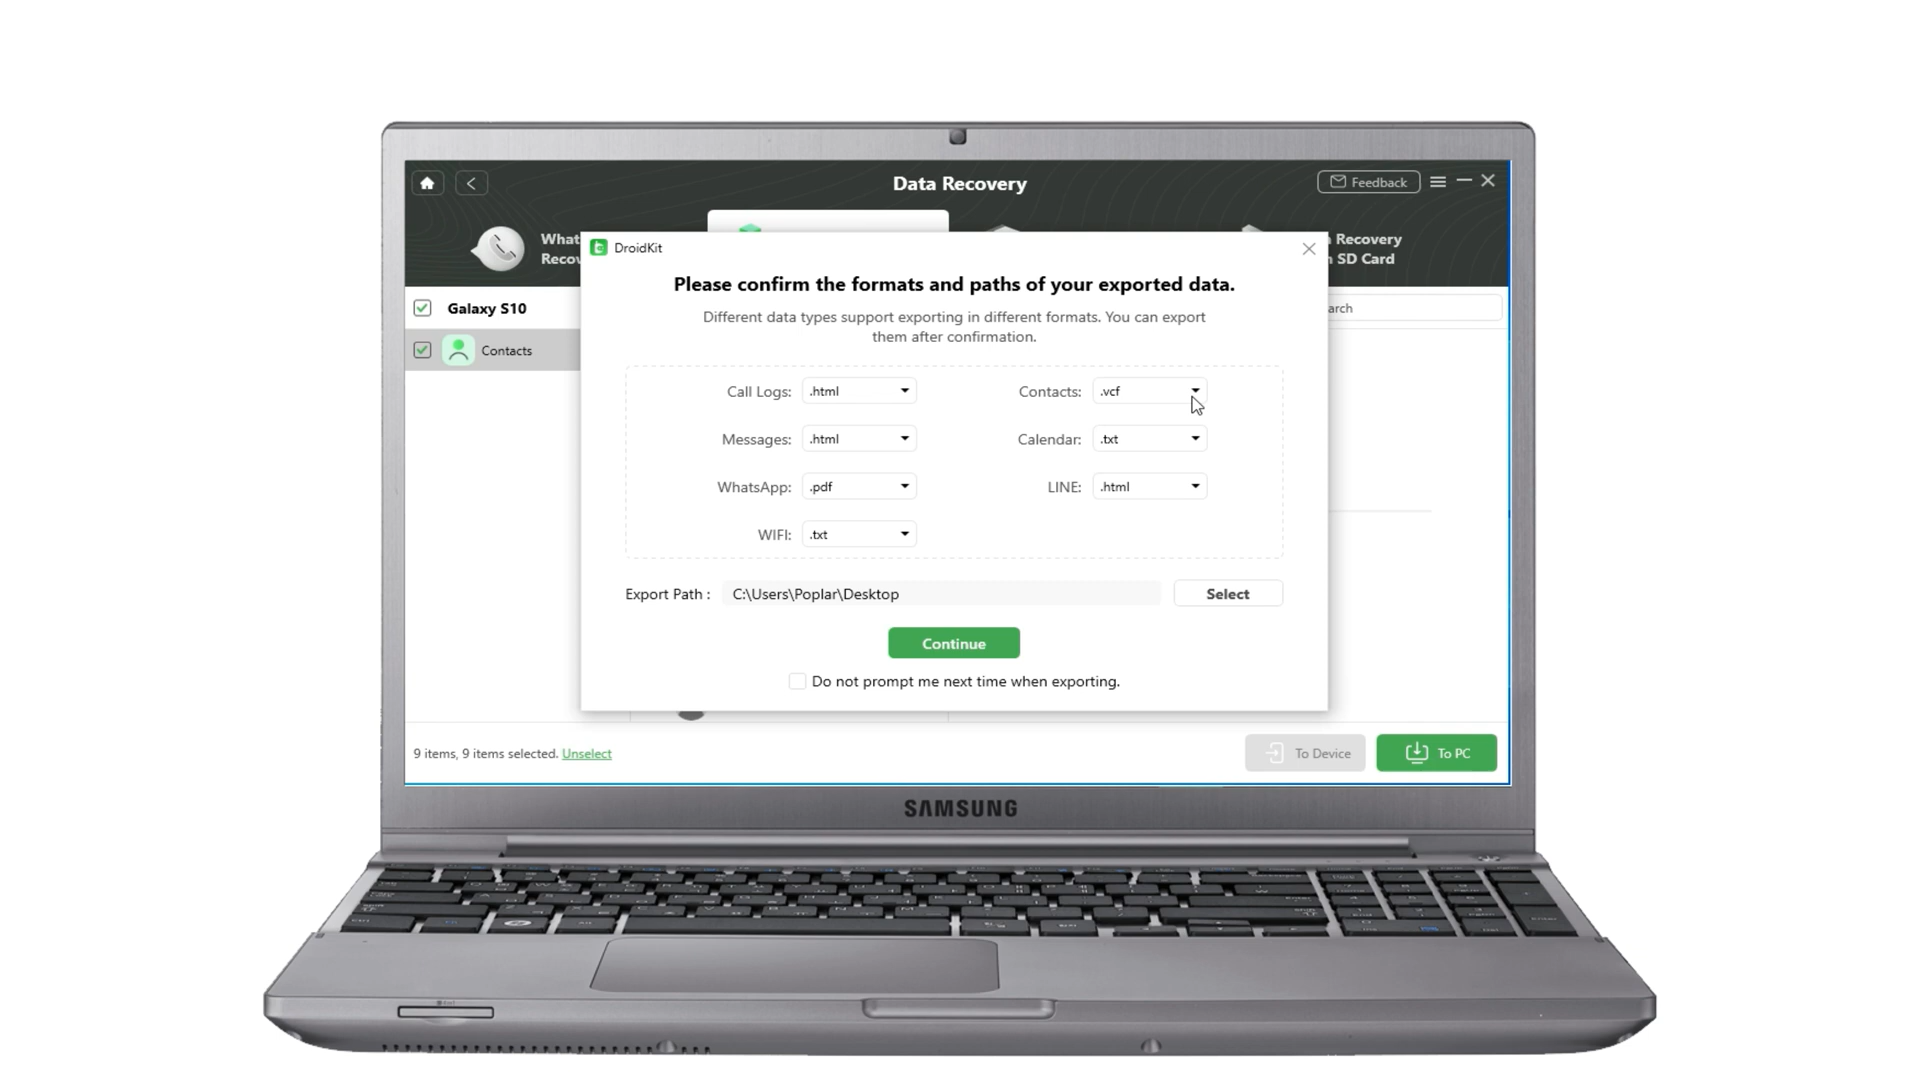 Data Recovery
Feedback
What
Recov
Recovery
SD Card
DroidKit
Please confirm the formats and paths of your exported data.
Different data types support exporting in different formats. You can export
them after confirmation.
Galaxy S10
arch
Contacts
Call Logs: .html
Contacts: .vcf
Messages: .html
Calendar: .txt
WhatsApp: .pdf
LINE: .html
WIFI: .txt
Export Path : C:\Users\Poplar\Desktop
Select
Continue
Do not prompt me next time when exporting.
9 items, 9 items selected. Unselect
To Device
To PC
SAMSUNG